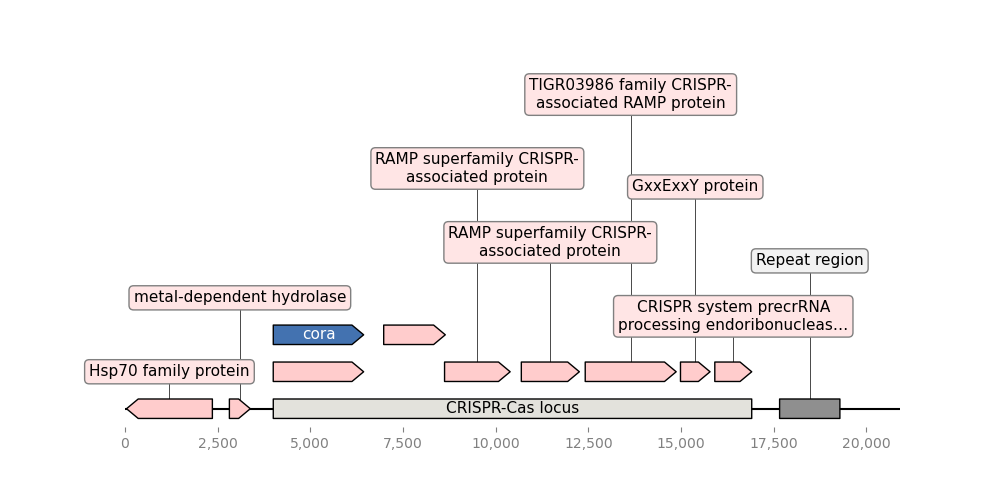 TIGR03986 family CRISPR-
associated RAMP protein
RAMP superfamily CRISPR-
associated protein
GxxExxY protein
RAMP superfamily CRISPR-
associated protein
Repeat region
metal-dependent hydrolase
CRISPR system precrRNA
processing endoribonucleas…
cora
Hsp70 family protein
CRISPR-Cas locus
0 2,500 5,000 7,500 10,000 12,500 15,000 17,500 20,000